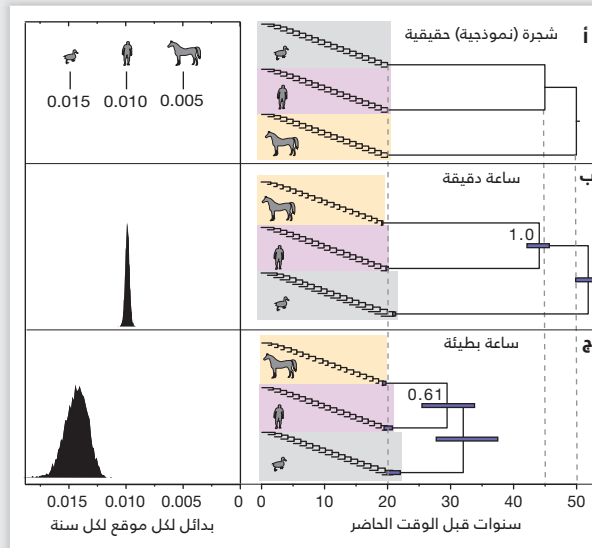 أ
شجرة (نموذجية) حقيقية
0.015 0.010 0.005
ب
ساعة دقيقة
1.0
ج
ساعة بطيئة
0.61
0 10 20 30 40 50
سنوات قبل الوقت الحاضر
0.015 0.010 0.005 0
بدائل لكل موقع لكل سنة